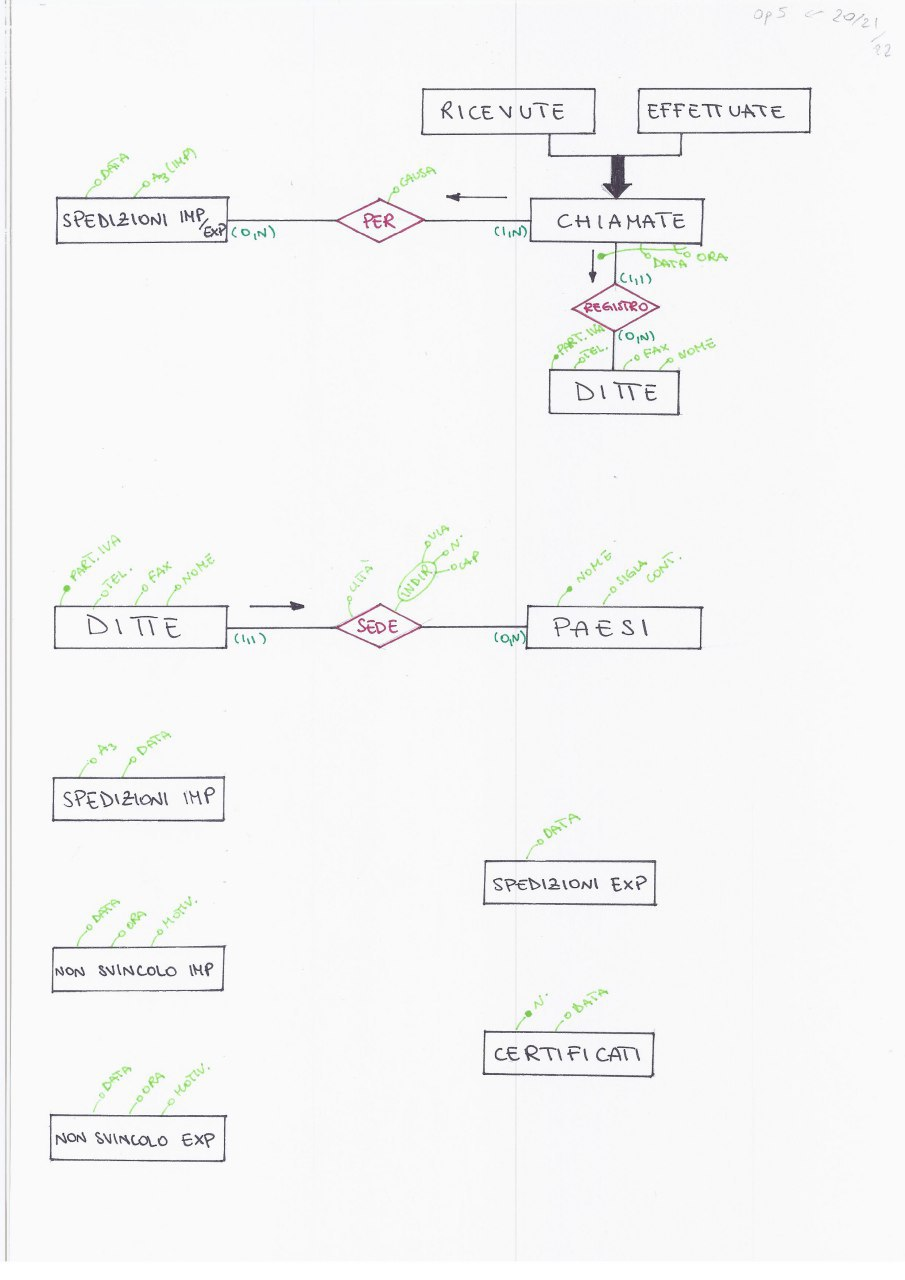 Op 5 20/21
/22
RICEVUTE EFFETTUATE
DATA A3 (IMP) CAUSA
SPEDIZIONI IMP/EXP (0,N) PER (1,N) CHIAMATE
DATA ORA
(1,1)
REGISTRO
(0,N)
PART.IVA TEL. FAX NOME
DITTE
PART.IVA TEL. FAX NOME CITTÀ INDIR VIA N. CAP NOME SIGLA CONT.
DITTE (1,1) SEDE (0,N) PAESI
A3 DATA
SPEDIZIONI IMP
DATA
SPEDIZIONI EXP
DATA ORA MOTIV.
NON SVINCOLO IMP
N. DATA
CERTIFICATI
DATA ORA MOTIV.
NON SVINCOLO EXP